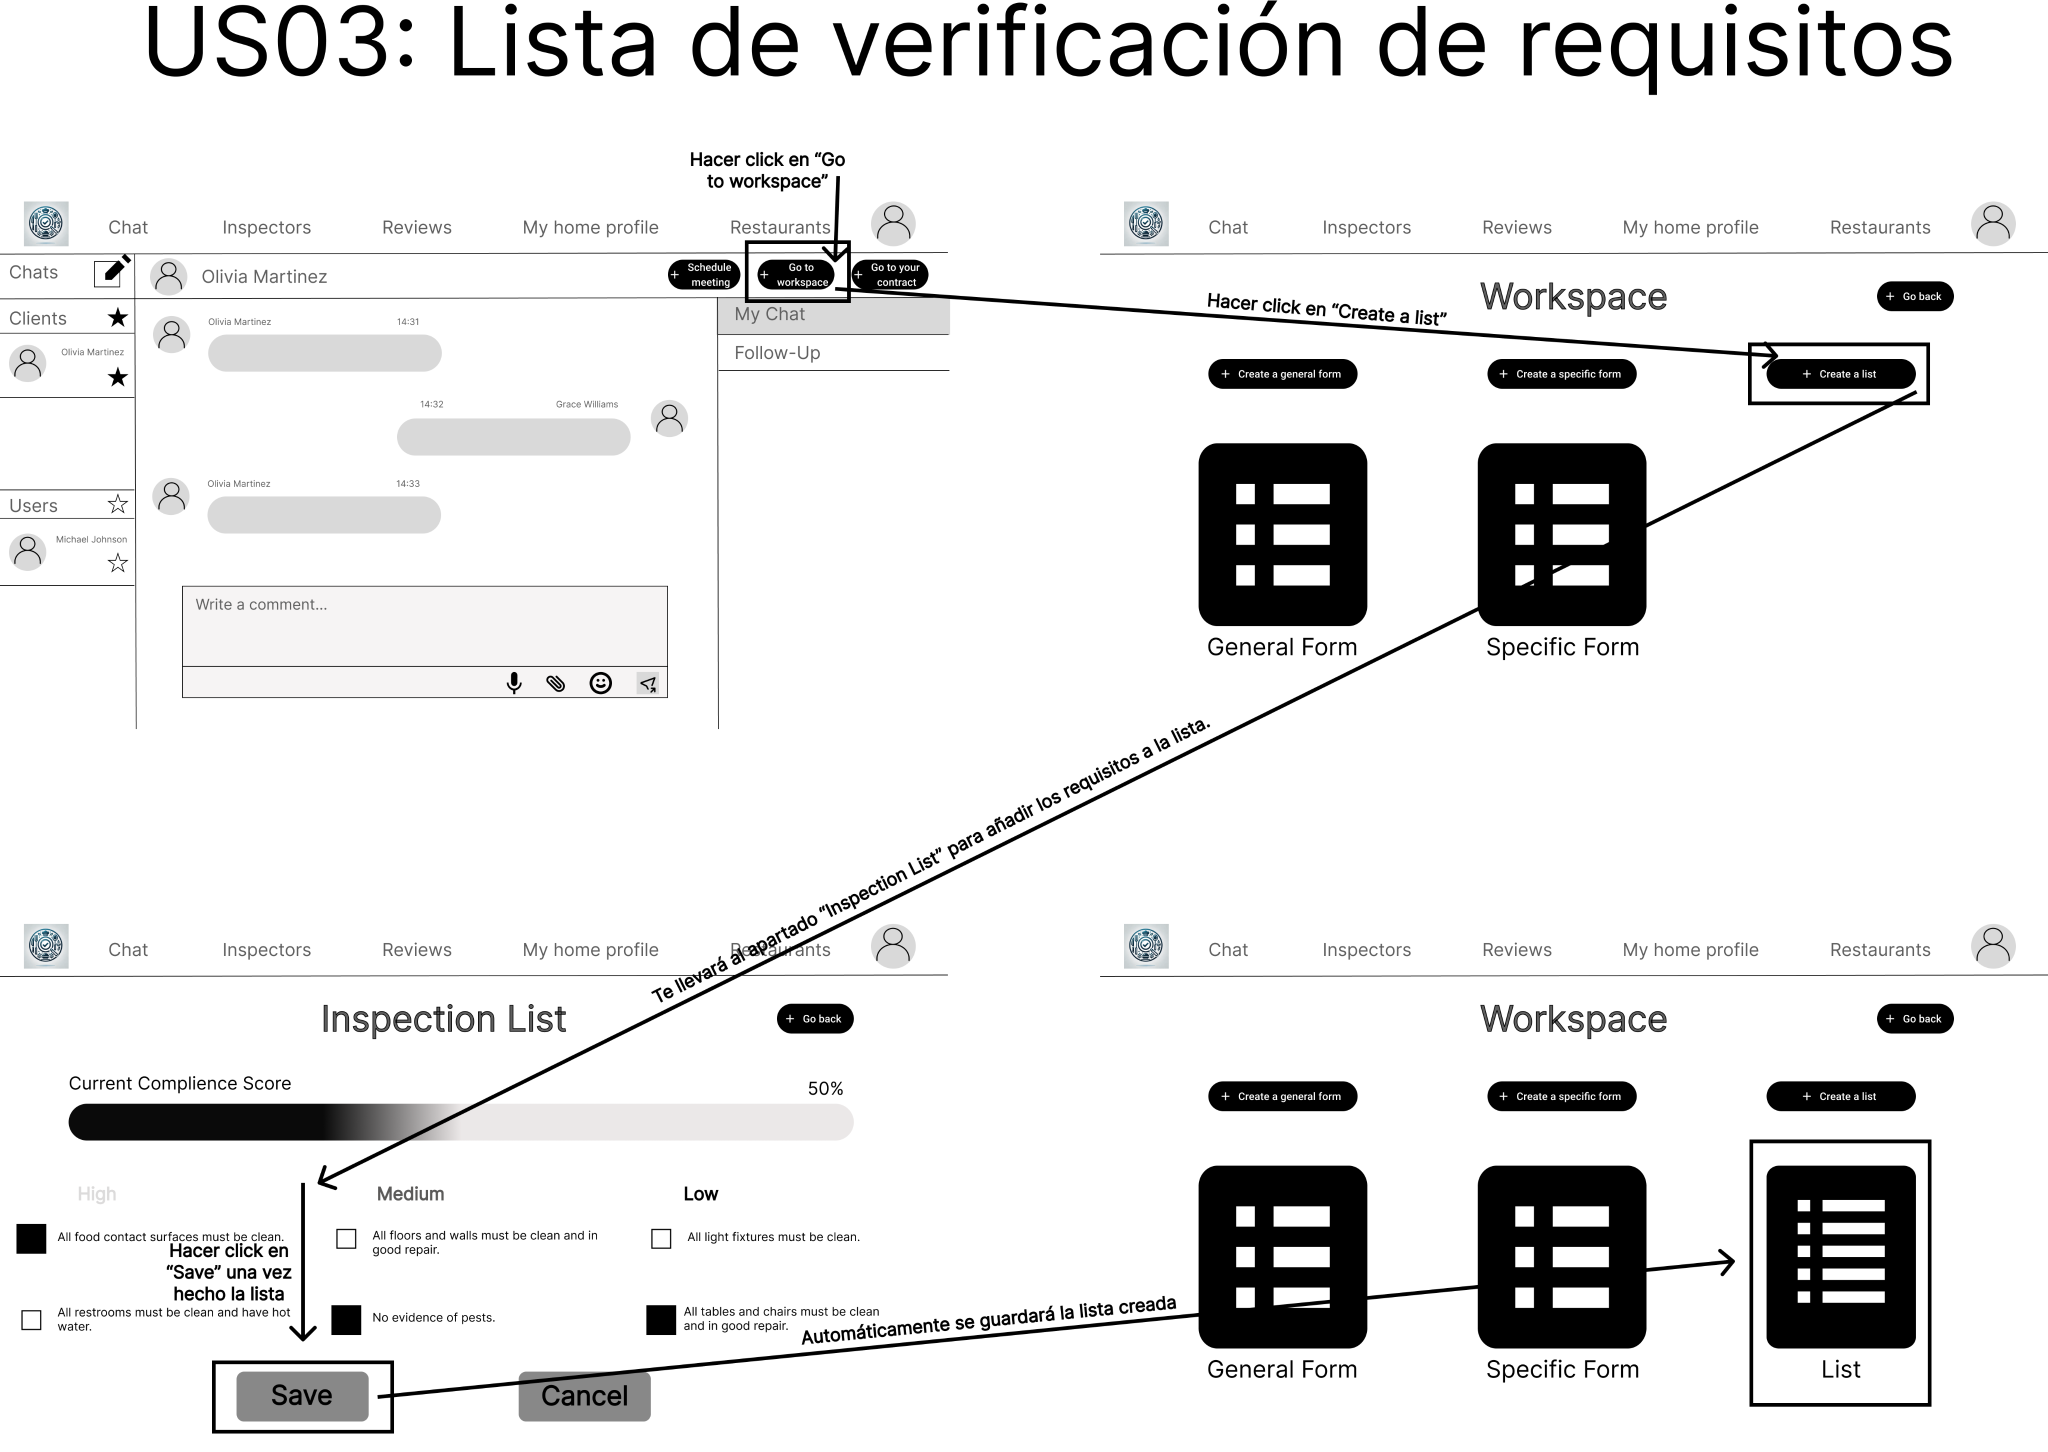 US03: Lista de verificación de requisitos
Hacer click en “Go
to workspace”
Chat Inspectors Reviews My home profile Restaurants
Chats
Olivia Martinez
+ Schedule
meeting
+ Go to
workspace
+ Go to your
contract
Clients
Olivia Martinez
Users
Michael Johnson
Olivia Martinez 14:31
14:32 Grace Williams
Olivia Martinez 14:33
Write a comment...
My Chat
Follow-Up
Chat Inspectors Reviews My home profile Restaurants
Hacer click en “Create a list”
Workspace
+ Go back
+ Create a general form
+ Create a specific form
+ Create a list
General Form
Specific Form
Te llevará al apartado “Inspection List” para añadir los requisitos a la lista.
Chat Inspectors Reviews My home profile Restaurants
Inspection List
+ Go back
Current Complience Score
50%
High
Medium
Low
All food contact surfaces must be clean.
All floors and walls must be clean and in
good repair.
All light fixtures must be clean.
Hacer click en
“Save” una vez
hecho la lista
All restrooms must be clean and have hot
water.
No evidence of pests.
All tables and chairs must be clean
and in good repair.
Save
Cancel
Automáticamente se guardará la lista creada
Chat Inspectors Reviews My home profile Restaurants
Workspace
+ Go back
+ Create a general form
+ Create a specific form
+ Create a list
General Form
Specific Form
List